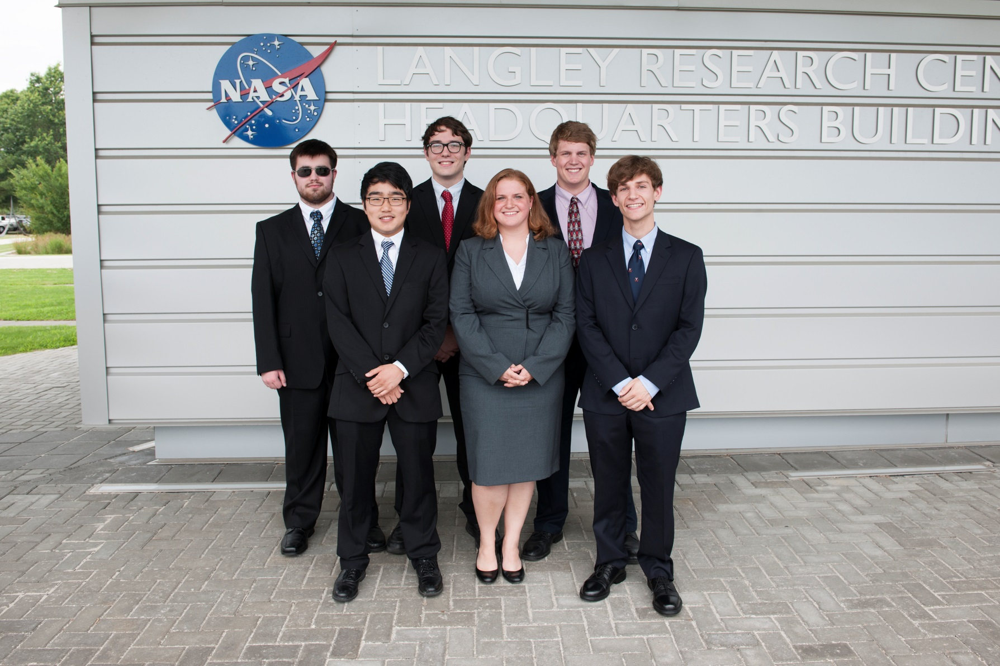 NASA
LANGLEY RESEARCH CEN
HEADQUARTERS BUILDIN